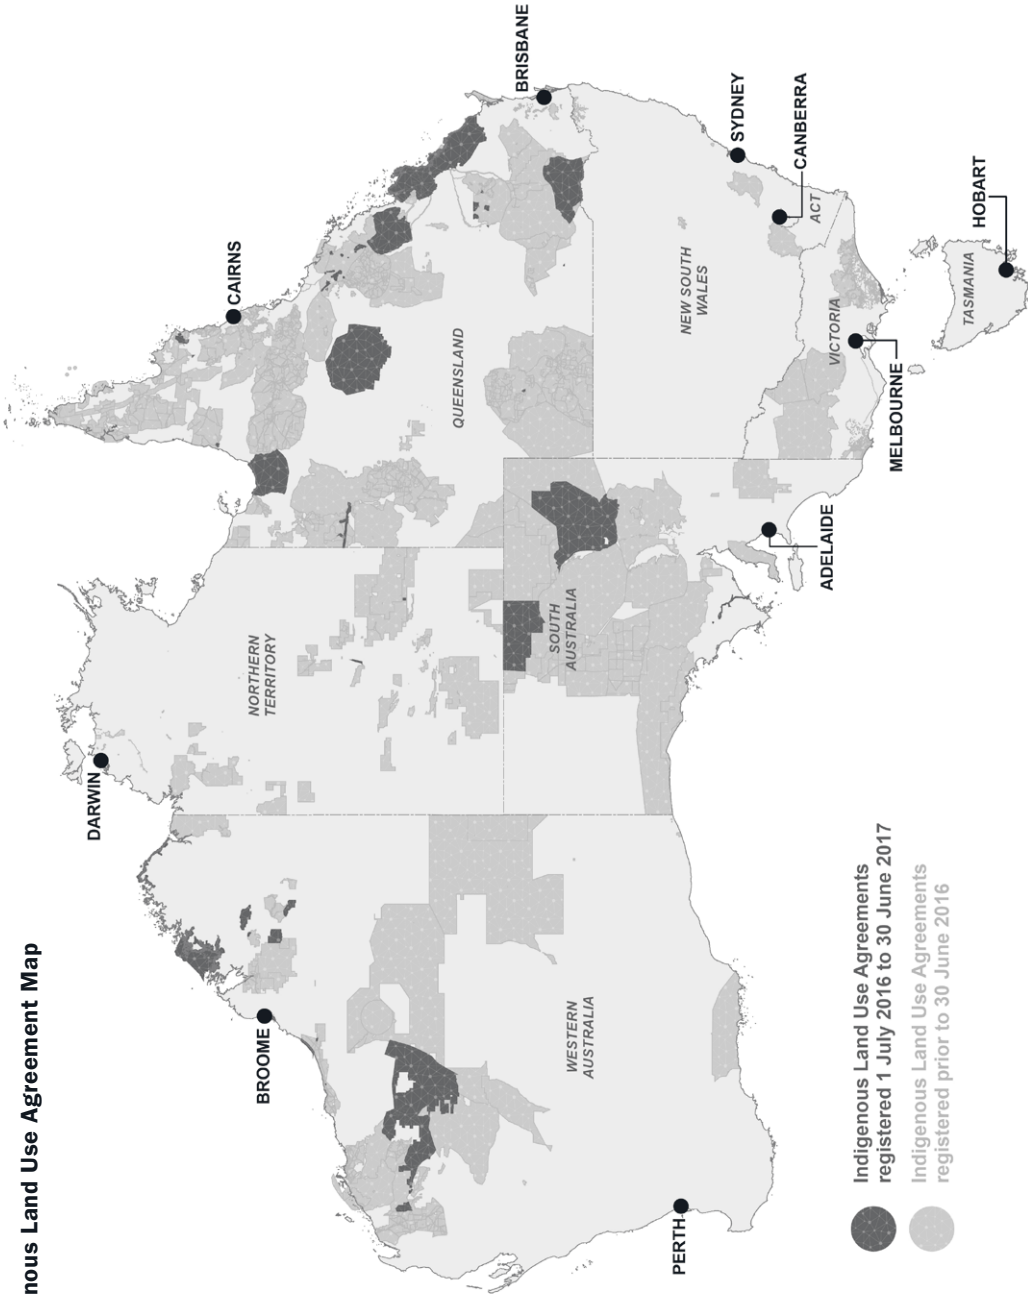 nous Land Use Agreement Map
DARWIN
BROOME
PERTH
CAIRNS
BRISBANE
SYDNEY
CANBERRA
ACT
HOBART
TASMANIA
MELBOURNE
VICTORIA
ADELAIDE
NORTHERN
TERRITORY
QUEENSLAND
NEW SOUTH
WALES
SOUTH
AUSTRALIA
WESTERN
AUSTRALIA
Indigenous Land Use Agreements
registered 1 July 2016 to 30 June 2017
Indigenous Land Use Agreements
registered prior to 30 June 2016